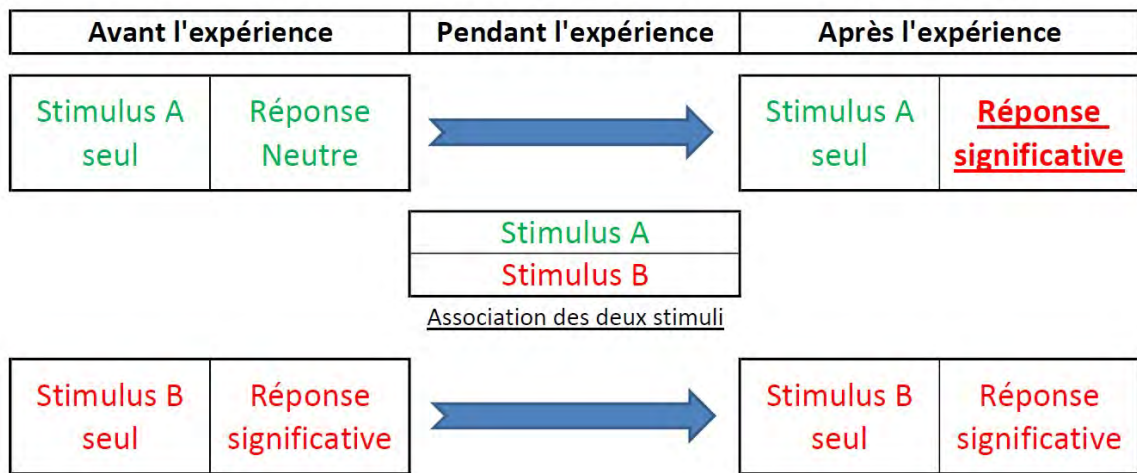 Avant l'expérience Pendant l'expérience Après l'expérience
Stimulus A seul
Réponse Neutre
Stimulus A seul
Réponse significative
Stimulus A
Stimulus B
Association des deux stimuli
Stimulus B seul
Réponse significative
Stimulus B seul
Réponse significative